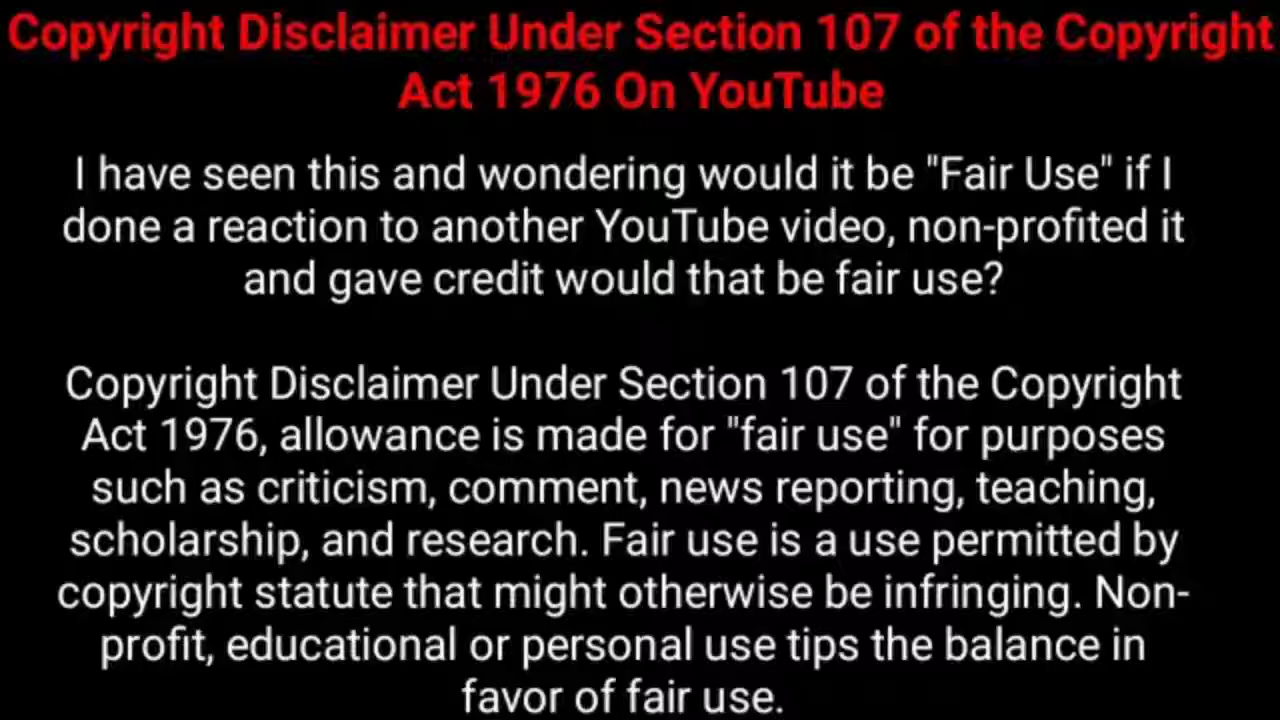 Copyright Disclaimer Under Section 107 of the Copyright
Act 1976 On YouTube
I have seen this and wondering would it be "Fair Use" if I
done a reaction to another YouTube video, non-profited it
and gave credit would that be fair use?
Copyright Disclaimer Under Section 107 of the Copyright
Act 1976, allowance is made for "fair use" for purposes
such as criticism, comment, news reporting, teaching,
scholarship, and research. Fair use is a use permitted by
copyright statute that might otherwise be infringing. Non-
profit, educational or personal use tips the balance in
favor of fair use.